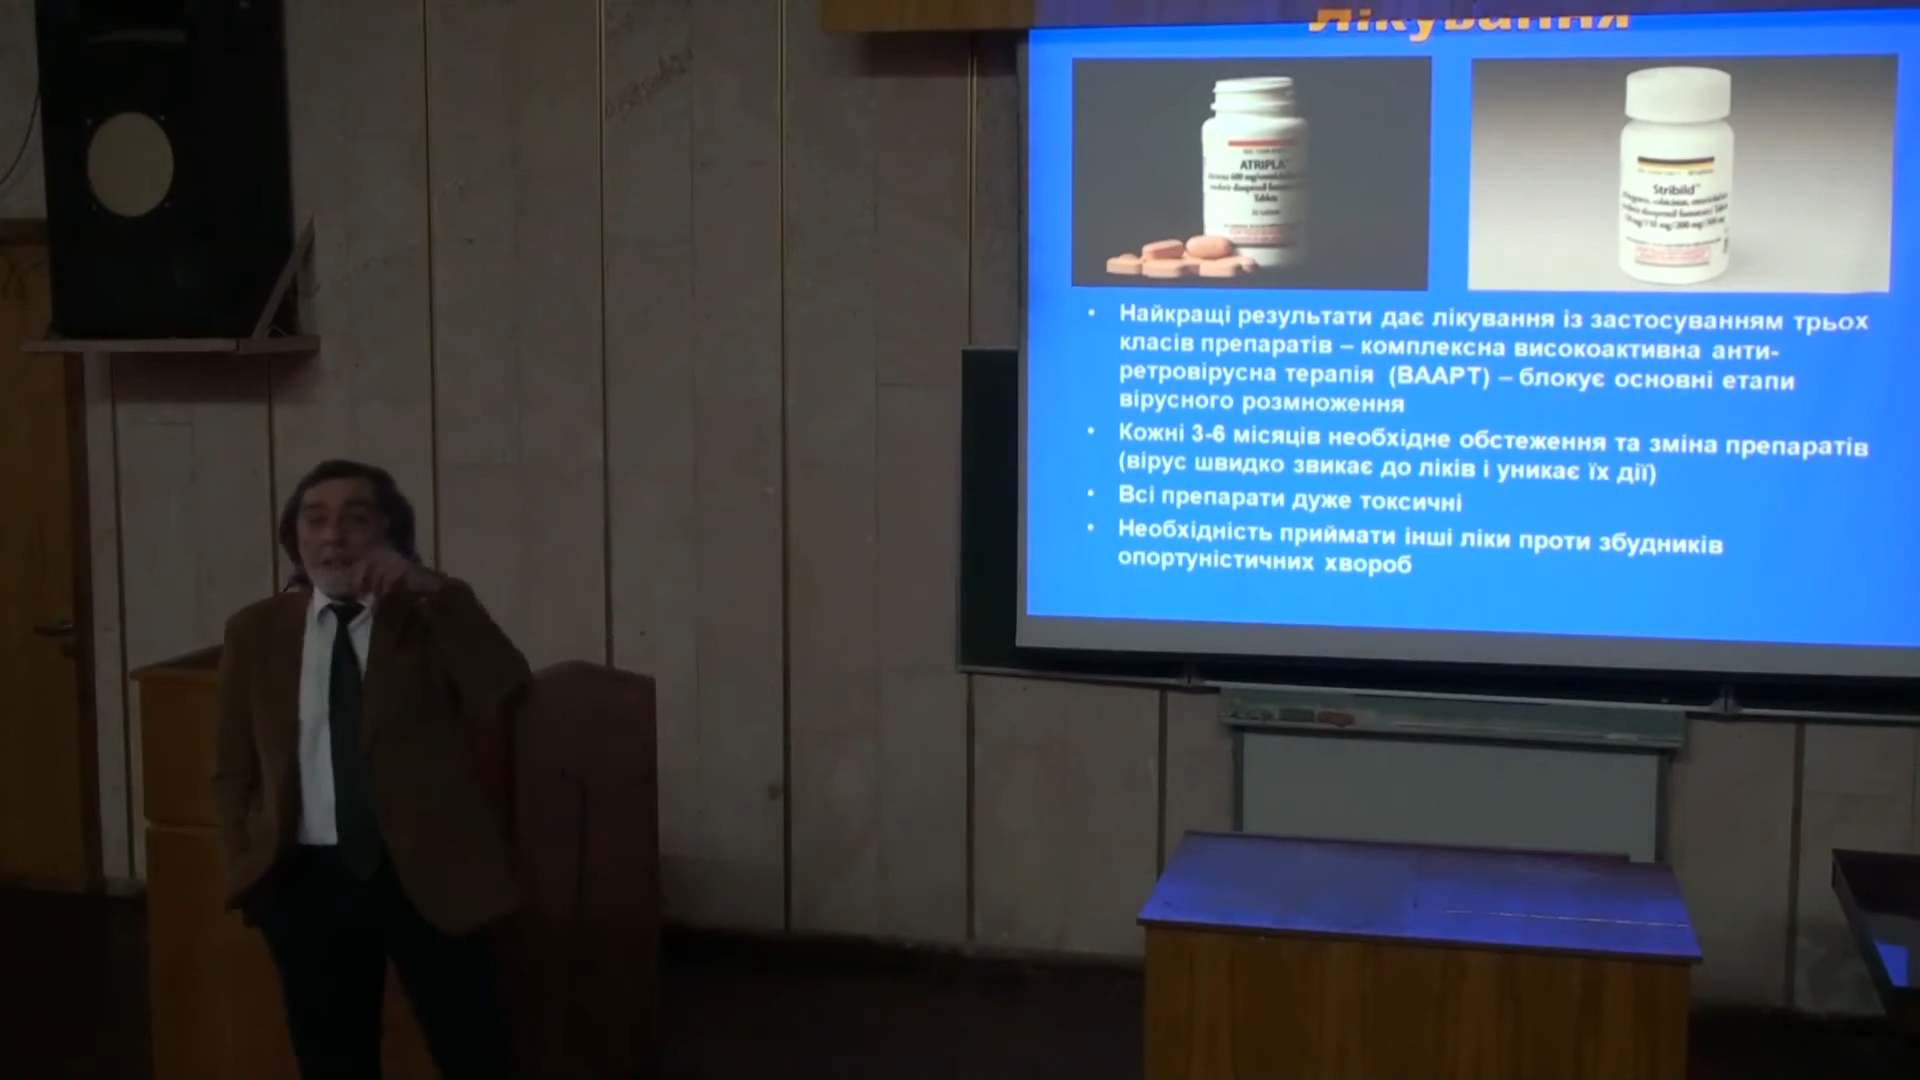 Лікування
ATRIPLA
Tablets
Stribild
Найкращі результати дає лікування із застосуванням трьох
класів препаратів – комплексна високоактивна анти-
ретровірусна терапія (ВААРТ) – блокує основні етапи
вірусного розмноження
Кожні 3-6 місяців необхідне обстеження та зміна препаратів
(вірус швидко звикає до ліків і уникає їх дії)
Всі препарати дуже токсичні
Необхідність приймати інші ліки проти збудників
опортуністичних хвороб